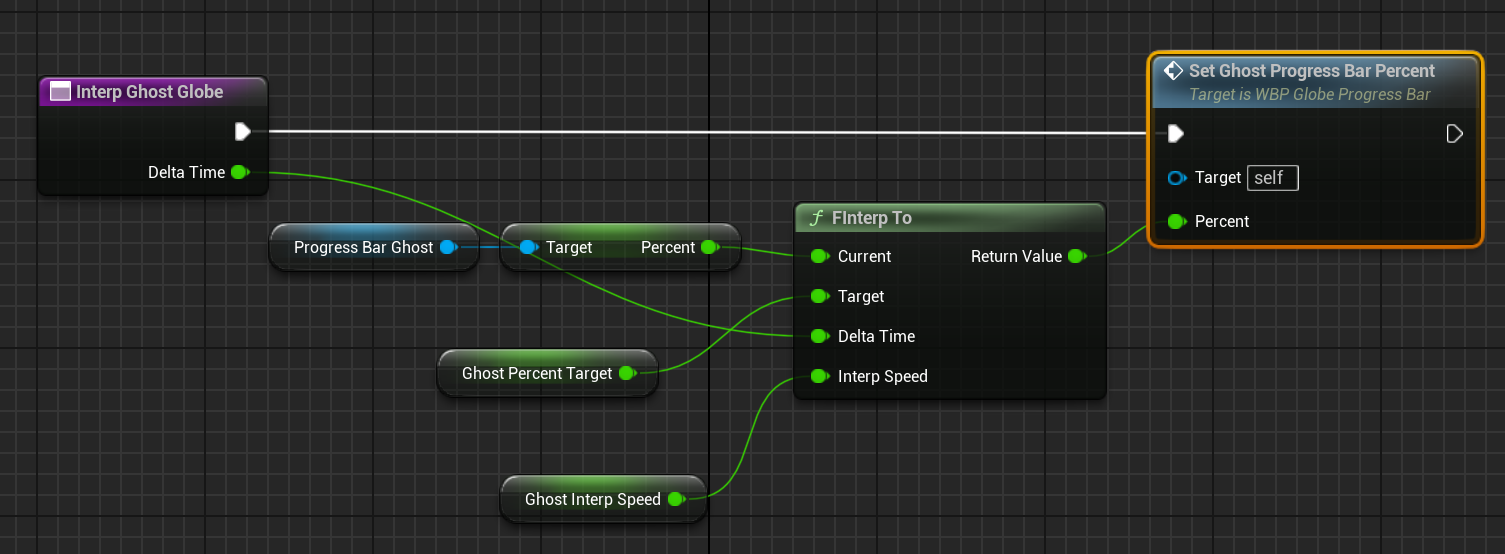 Interp Ghost Globe
Delta Time
Set Ghost Progress Bar Percent
Target is WBP Globe Progress Bar
Target self
Percent
Progress Bar Ghost
Target Percent
f FInterp To
Current Return Value
Target
Delta Time
Interp Speed
Ghost Percent Target
Ghost Interp Speed